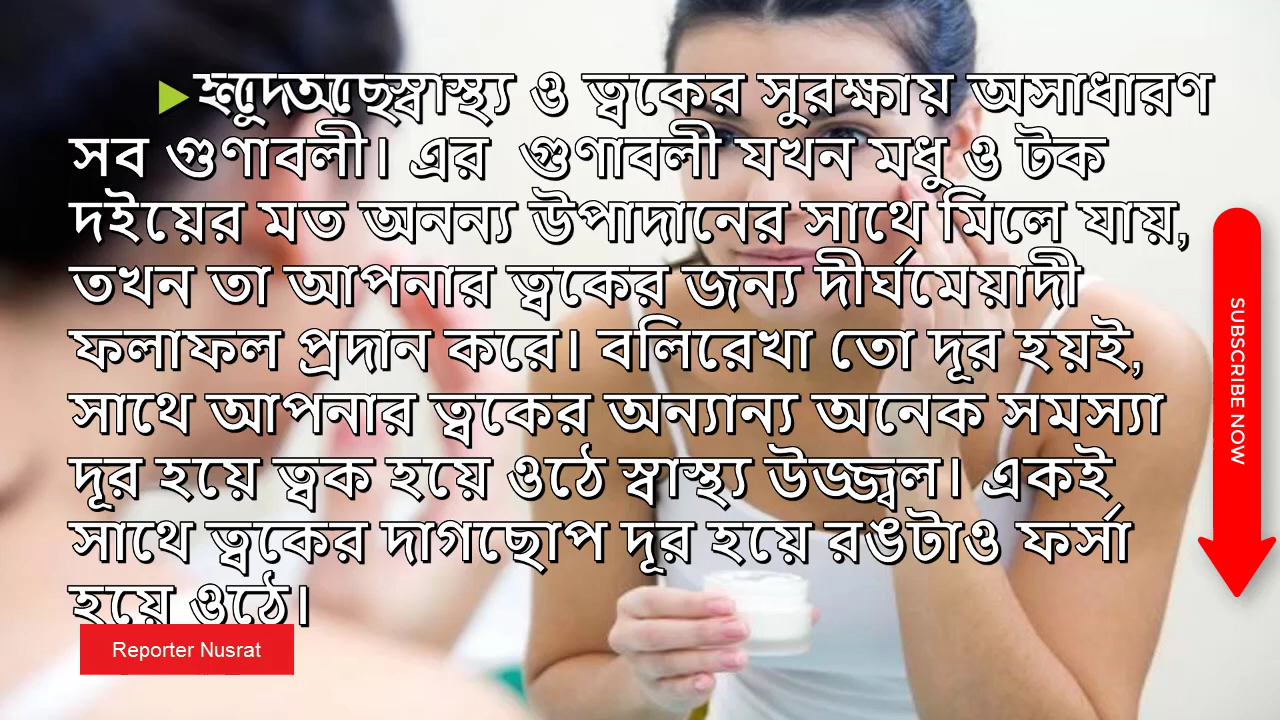 স্বাস্থ্য ও ত্বকের সুরক্ষায় অসাধারণ
সব গুণাবলী। এর গুণাবলী যখন মধু ও টক
দইয়ের মত অনন্য উপাদানের সাথে মিলে যায়,
তখন তা আপনার ত্বকের জন্য দীর্ঘমেয়াদী
ফলাফল প্রদান করে। বলিরেখা তো দূর হয়ই,
সাথে আপনার ত্বকের অন্যান্য অনেক সমস্যা
দূর হয়ে ত্বক হয়ে ওঠে স্বাস্থ্য উজ্জ্বল। একই
সাথে ত্বকের দাগছোপ দূর হয়ে রঙটাও ফর্সা
হয়ে ওঠে।
Reporter Nusrat
SUBSCRIBE NOW